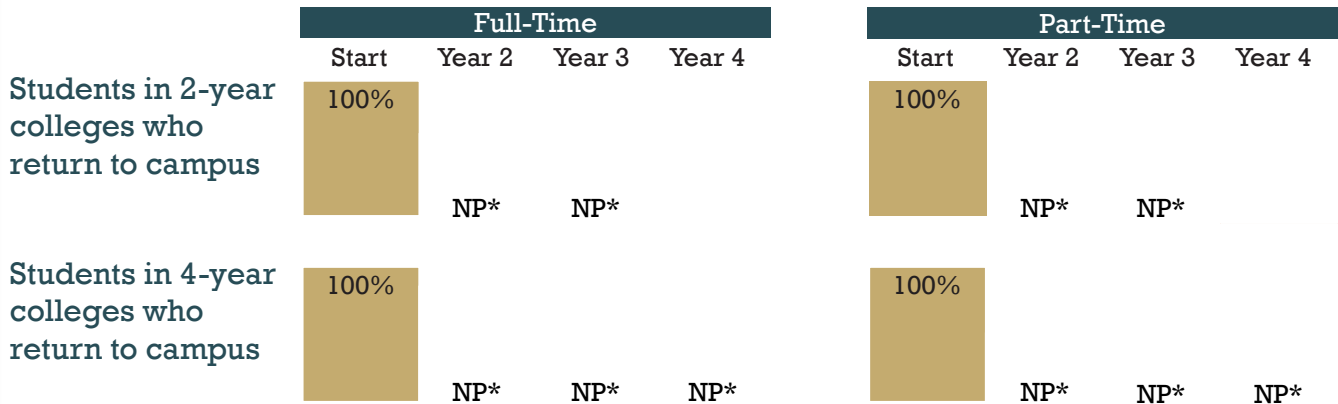 Full-Time Part-Time
Start Year 2 Year 3 Year 4 Start Year 2 Year 3 Year 4
Students in 2-year
colleges who
return to campus
100% 100%
NP* NP* NP* NP*
Students in 4-year
colleges who
return to campus
100% 100%
NP* NP* NP* NP* NP* NP*